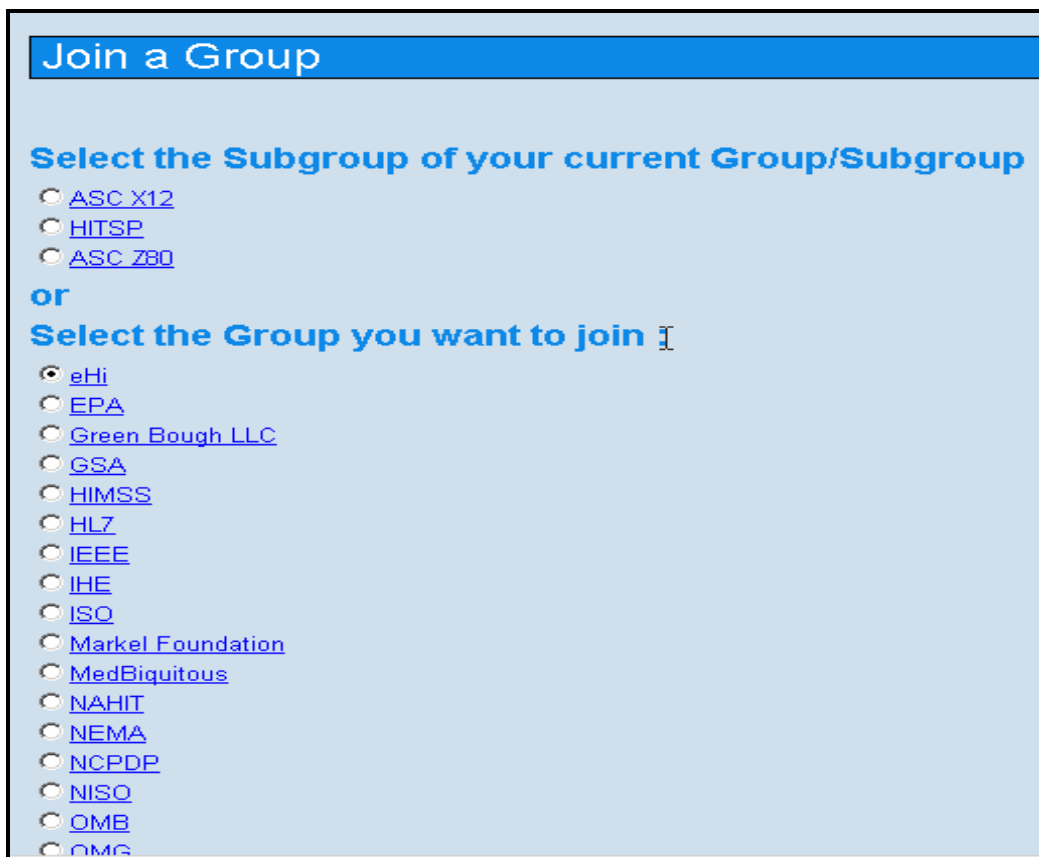 Join a Group
Select the Subgroup of your current Group/Subgroup
ASC X12
HITSP
ASC Z80
or
Select the Group you want to join :
eHi
EPA
Green Bough LLC
GSA
HIMSS
HL7
IEEE
IHE
ISO
Markel Foundation
MedBiquitous
NAHIT
NEMA
NCPDP
NISO
OMB
OMG